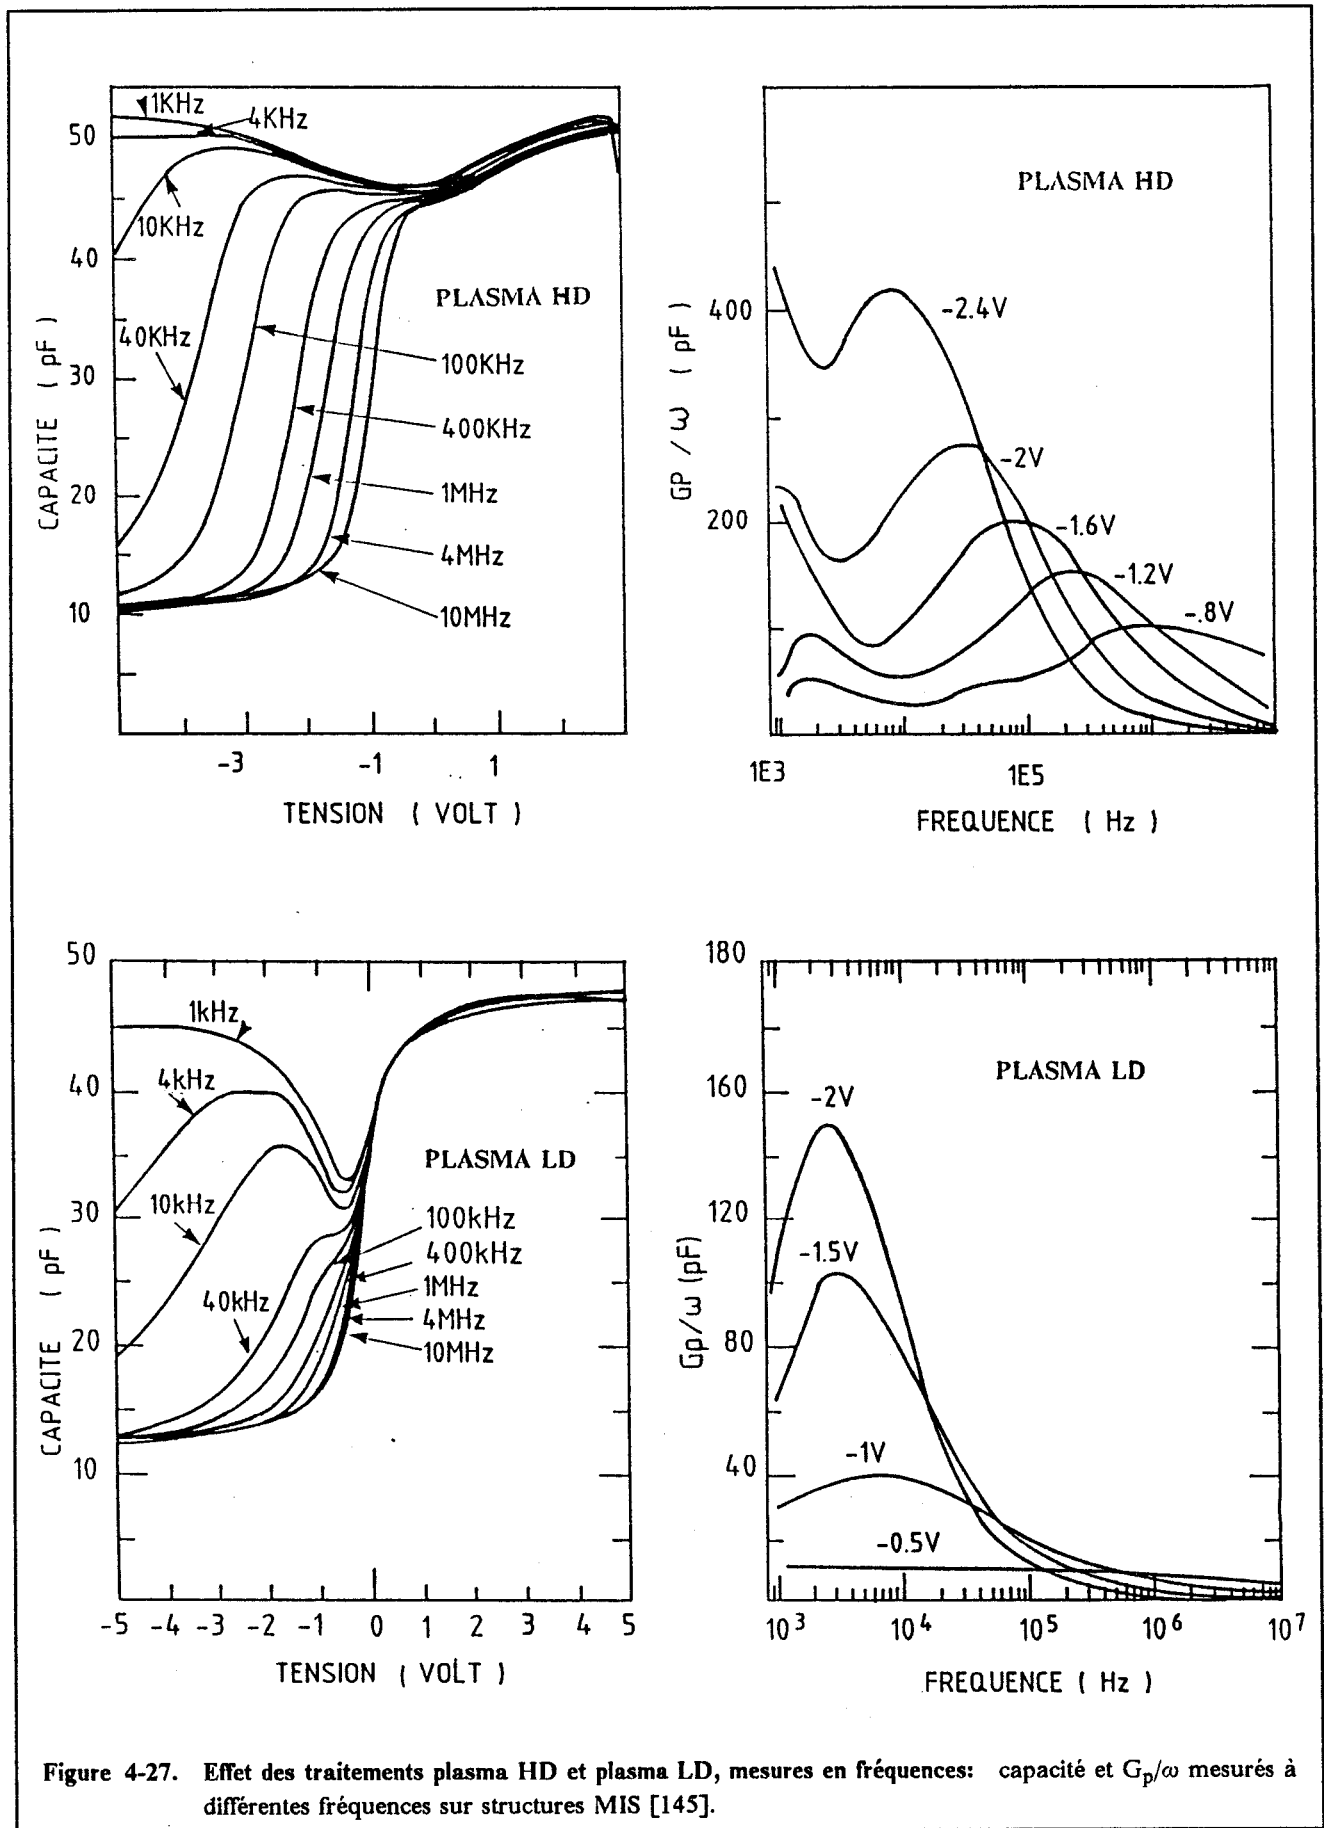 1KHz
4KHz
10KHz
40KHz
PLASMA HD
100KHz
400KHz
1MHz
4MHz
10MHz
50
40
30
20
10
CAPACITE ( pF )
-3 -1 1
TENSION ( VOLT )
PLASMA HD
-2.4V
-2V
-1.6V
-1.2V
-.8V
400
200
GP / ω ( pF )
1E3 1E5
FREQUENCE ( Hz )
1kHz
4kHz
10kHz
40kHz
PLASMA LD
100kHz
400kHz
1MHz
4MHz
10MHz
50
40
30
20
10
CAPACITE ( pF )
-5 -4 -3 -2 -1 0 1 2 3 4 5
TENSION ( VOLT )
PLASMA LD
-2V
-1.5V
-1V
-0.5V
180
160
120
80
40
Gp/ω (pF)
10³ 10⁴ 10⁵ 10⁶ 10⁷
FREQUENCE ( Hz )
Figure 4-27. Effet des traitements plasma HD et plasma LD, mesures en fréquences: capacité et Gₚ/ω mesurés à
différentes fréquences sur structures MIS [145].